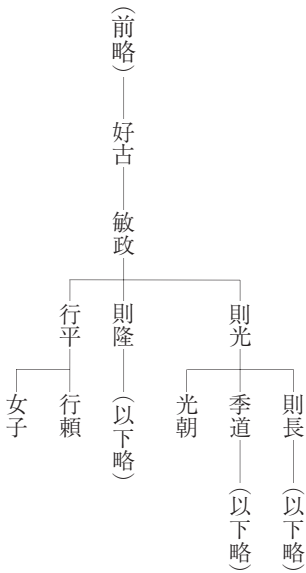 （前略）
好古
敏政
則光
則長
（以下略）
季道
（以下略）
光朝
則隆
（以下略）
行平
行頼
女子